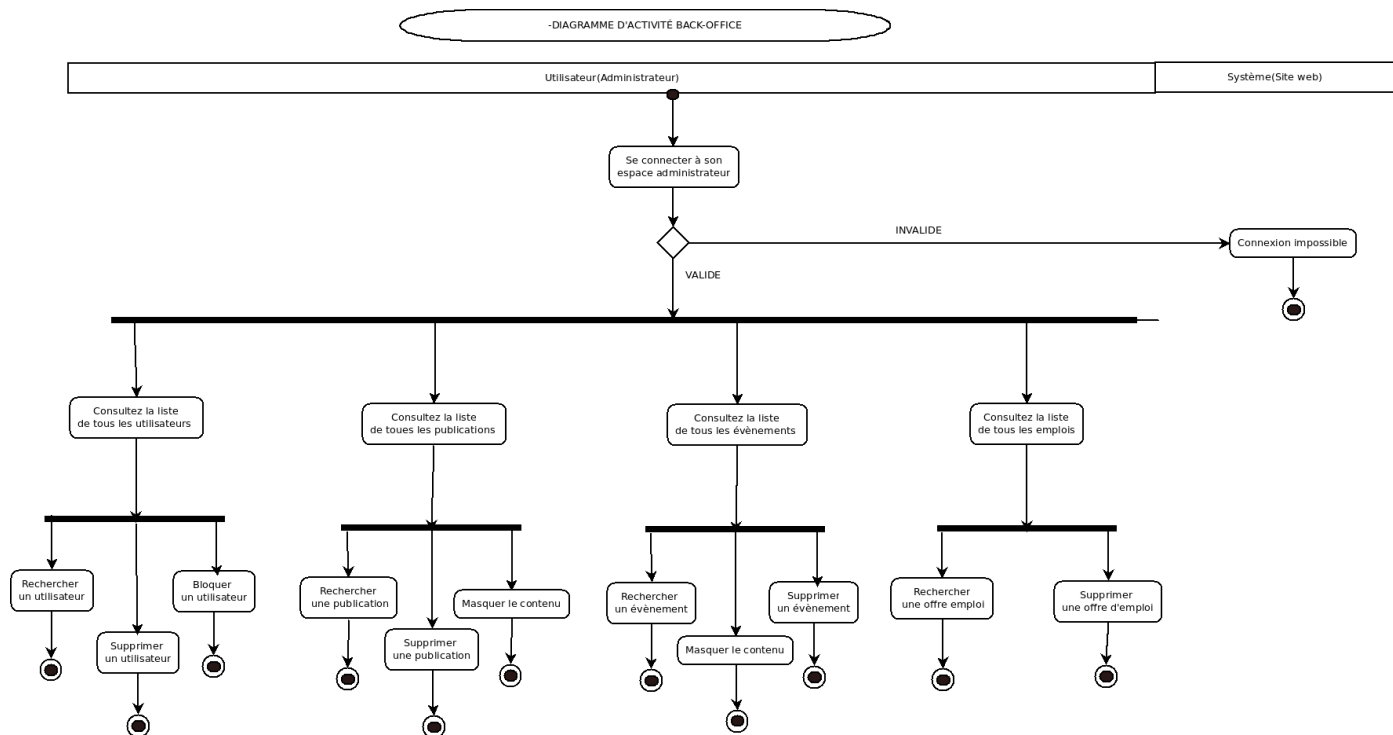 -DIAGRAMME D'ACTIVITÉ BACK-OFFICE
Utilisateur(Administrateur)
Système(Site web)
Se connecter à son
espace administrateur
INVALIDE
Connexion impossible
VALIDE
Consultez la liste
de tous les utilisateurs
Consultez la liste
de toues les publications
Consultez la liste
de tous les évènements
Consultez la liste
de tous les emplois
Rechercher
un utilisateur
Supprimer
un utilisateur
Bloquer
un utilisateur
Rechercher
une publication
Supprimer
une publication
Masquer le contenu
Rechercher
un évènement
Masquer le contenu
Supprimer
un évènement
Rechercher
une offre emploi
Supprimer
une offre d'emploi